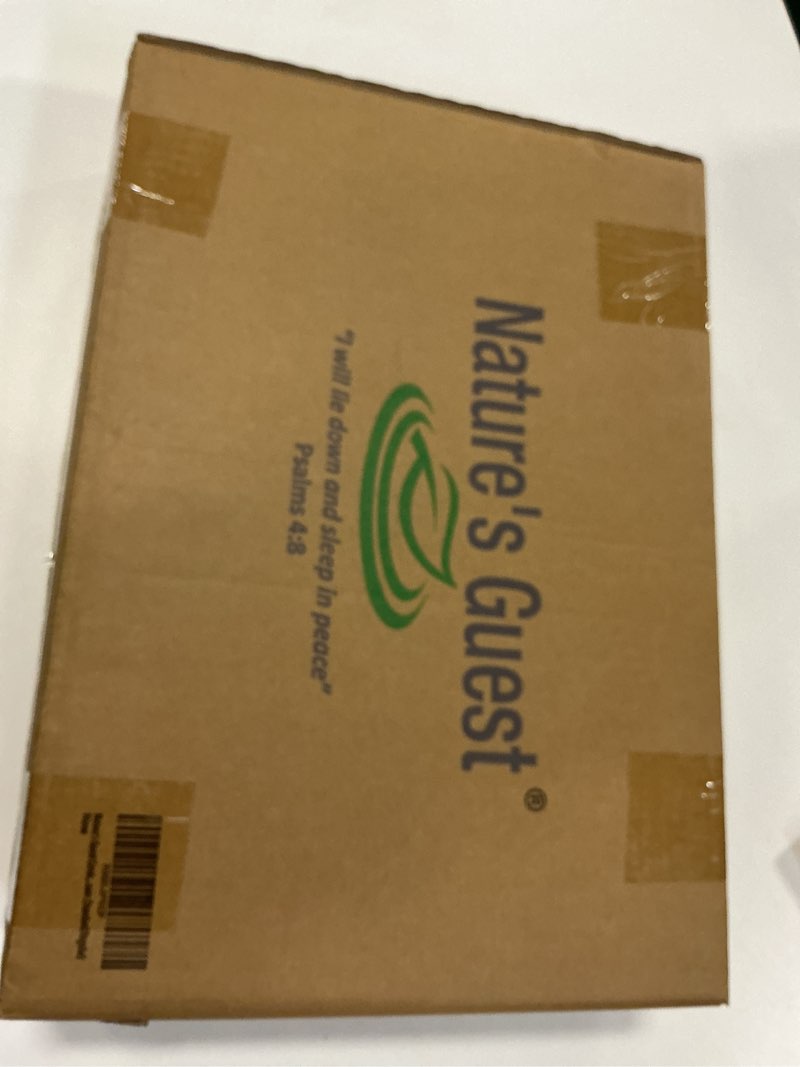 Nature's Guest®
"I will lie down and sleep in peace"
Psalms 4:8